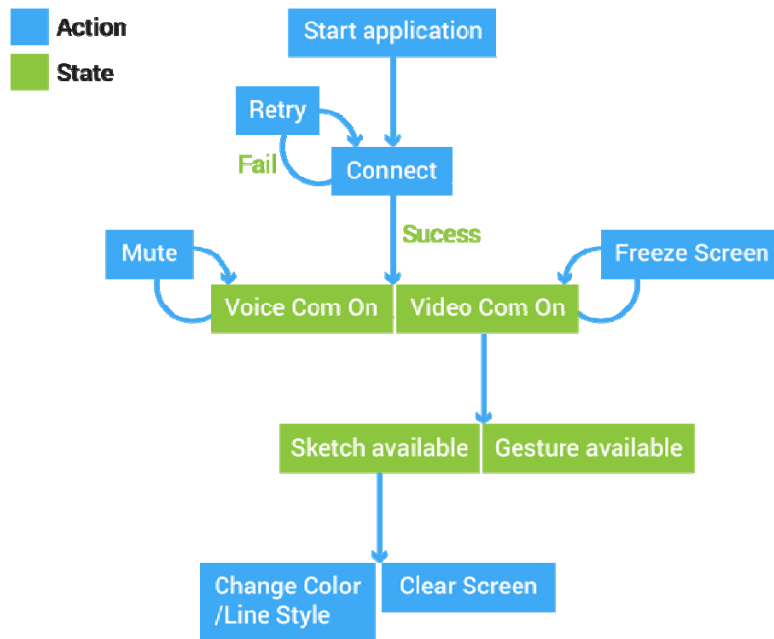 Action
State
Start application
Retry
Fail
Connect
Sucess
Mute
Freeze Screen
Voice Com On
Video Com On
Sketch available
Gesture available
Change Color
/Line Style
Clear Screen